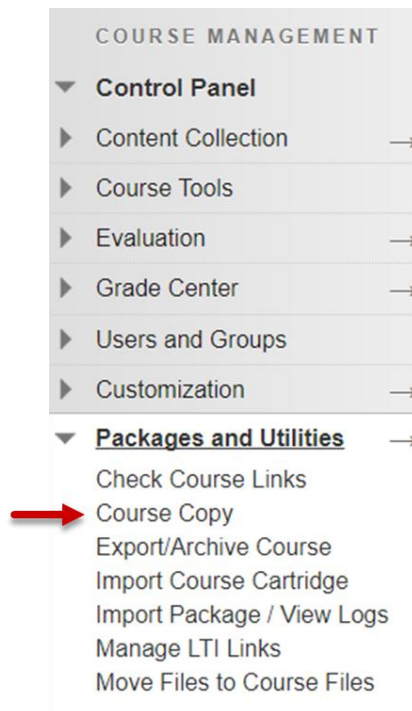 COURSE MANAGEMENT
Control Panel
Content Collection
Course Tools
Evaluation
Grade Center
Users and Groups
Customization
Packages and Utilities
Check Course Links
Course Copy
Export/Archive Course
Import Course Cartridge
Import Package / View Logs
Manage LTI Links
Move Files to Course Files